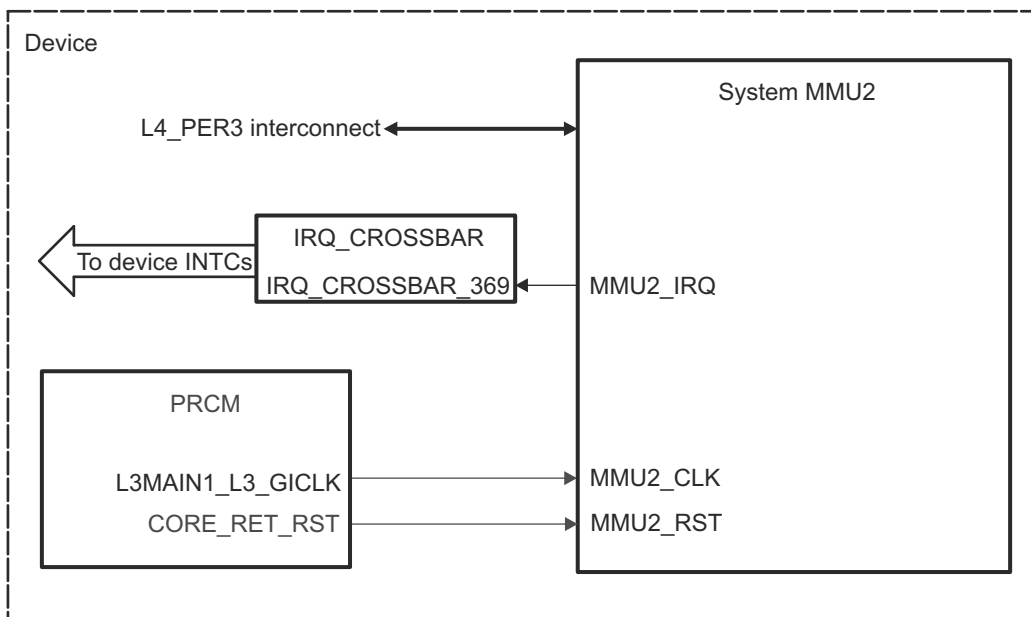 Device
System MMU2
L4_PER3 interconnect
IRQ_CROSSBAR
To device INTCs
IRQ_CROSSBAR_369
MMU2_IRQ
PRCM
L3MAIN1_L3_GICLK
MMU2_CLK
CORE_RET_RST
MMU2_RST